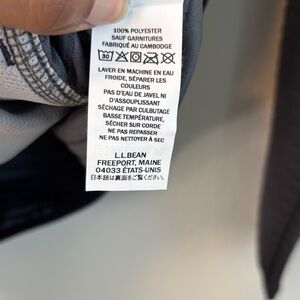 100% POLYESTER
SAUF GARNITURES
FABRIQUÉ AU CAMBODGE
30
LAVER EN MACHINE EN EAU
FROIDE, SÉPARER LES
COULEURS
PAS D'EAU DE JAVEL NI
D'ASSOUPLISSANT
SÉCHAGE PAR CULBUTAGE
BASSE TEMPÉRATURE,
SÉCHER SUR CORDE
NE PAS REPASSER
NE PAS NETTOYER À SEC
L.L.BEAN
FREEPORT, MAINE
04033 ÉTATS-UNIS
日本語は裏面をご覧ください。